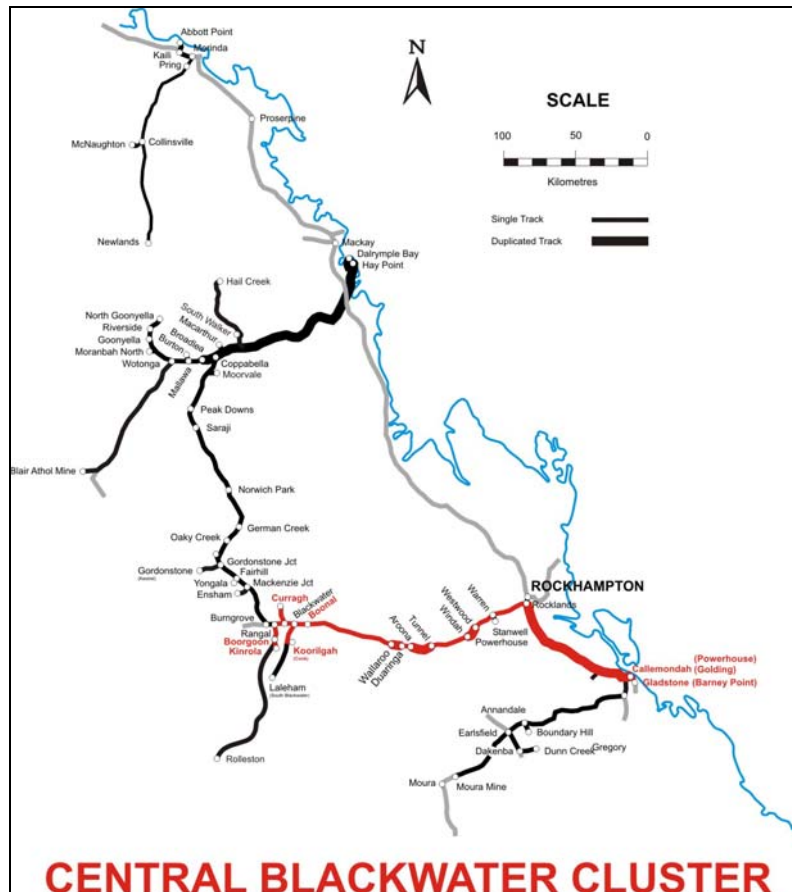 Abbott Point
Kaili
Merinda
Pring
N
SCALE
100
50
0
Kilometres
Proserpine
McNaughton
Collinsville
Single Track
Duplicated Track
Newlands
Mackay
Dalrymple Bay
Hay Point
Hail Creek
North Goonyella
Riverside
Goonyella
Moranbah North
Wotonga
South Walker
Macarthur
Broadlea
Burton
Mallawa
Coppabella
Moorvale
Peak Downs
Saraji
Blair Athol Mine
Norwich Park
German Creek
Oaky Creek
Gordonstone Jct
Gordonstone
Fairhill
Yongala
Mackenzie Jct
Ensham
Curragh
Blackwater
Boonal
Burngrove
Rangal
Boorgoon
Kinrola
Koorilgah
(Cook)
Laleham
(South Blackwater)
Rolleston
Wallaroo
Duaringa
Aroona
Tunnel
Windah
Westwood
Warren
Stanwell
Powerhouse
ROCKHAMPTON
Rocklands
(Powerhouse)
Callemondah (Golding)
Gladstone (Barney Point)
Annandale
Earlsfield
Boundary Hill
Dakenba
Dunn Creek
Gregory
Moura
Moura Mine
CENTRAL BLACKWATER CLUSTER